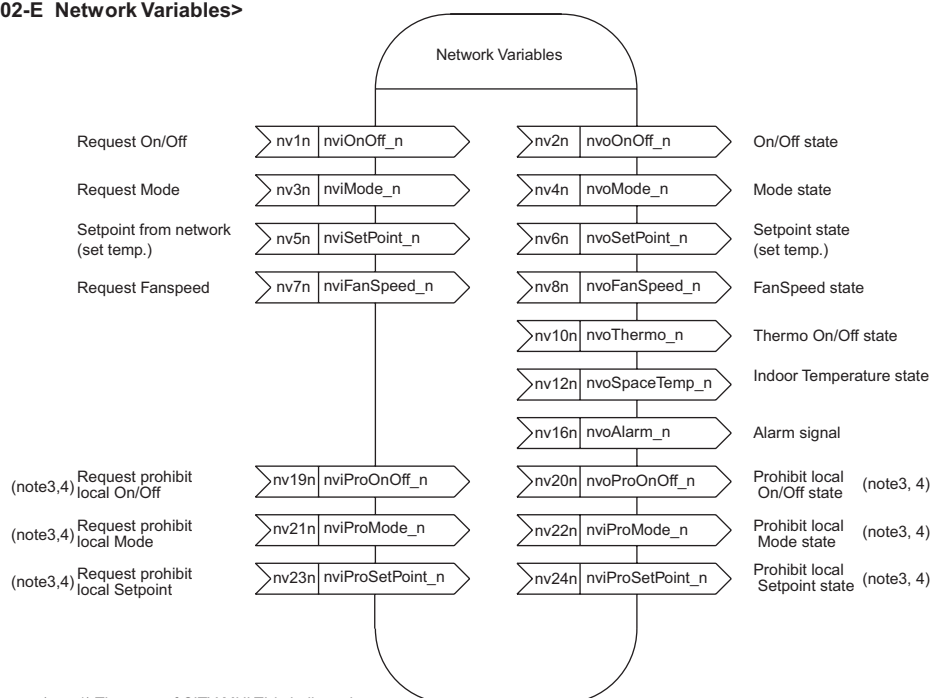 02-E Network Variables>
Network Variables
Request On/Off nv1n nviOnOff_n nv2n nvoOnOff_n On/Off state
Request Mode nv3n nviMode_n nv4n nvoMode_n Mode state
Setpoint from network
(set temp.)
nv5n nviSetPoint_n nv6n nvoSetPoint_n
Setpoint state
(set temp.)
Request Fanspeed nv7n nviFanSpeed_n nv8n nvoFanSpeed_n FanSpeed state
nv10n nvoThermo_n Thermo On/Off state
nv12n nvoSpaceTemp_n Indoor Temperature state
nv16n nvoAlarm_n Alarm signal
(note3,4) Request prohibit
local On/Off
nv19n nviProOnOff_n nv20n nvoProOnOff_n
Prohibit local
On/Off state (note3, 4)
(note3,4) Request prohibit
local Mode
nv21n nviProMode_n nv22n nviProMode_n
Prohibit local
Mode state (note3, 4)
(note3,4) Request prohibit
local Setpoint
nv23n nviProSetPoint_n nv24n nviProSetPoint_n
Prohibit local
Setpoint state (note3, 4)